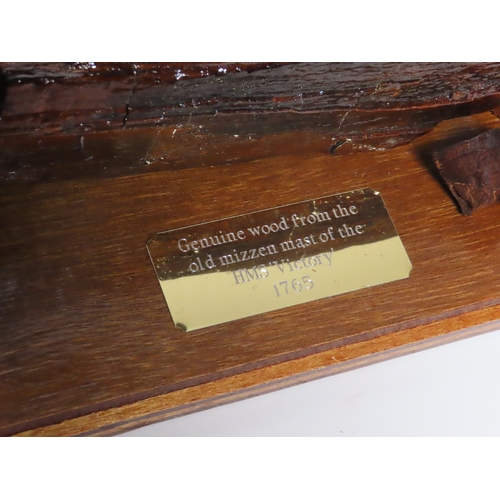 Genuine wood from the
old mizzen mast of the
HMS 'Victory'
1765